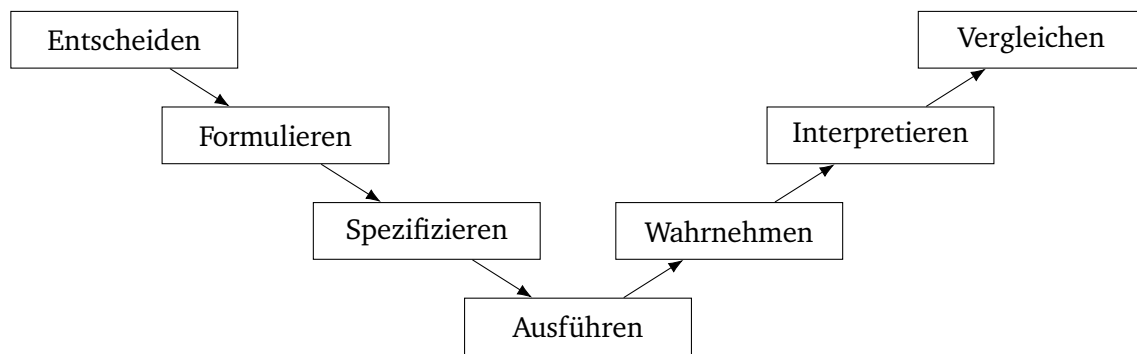 Entscheiden
Vergleichen
Formulieren
Interpretieren
Spezifizieren
Wahrnehmen
Ausführen